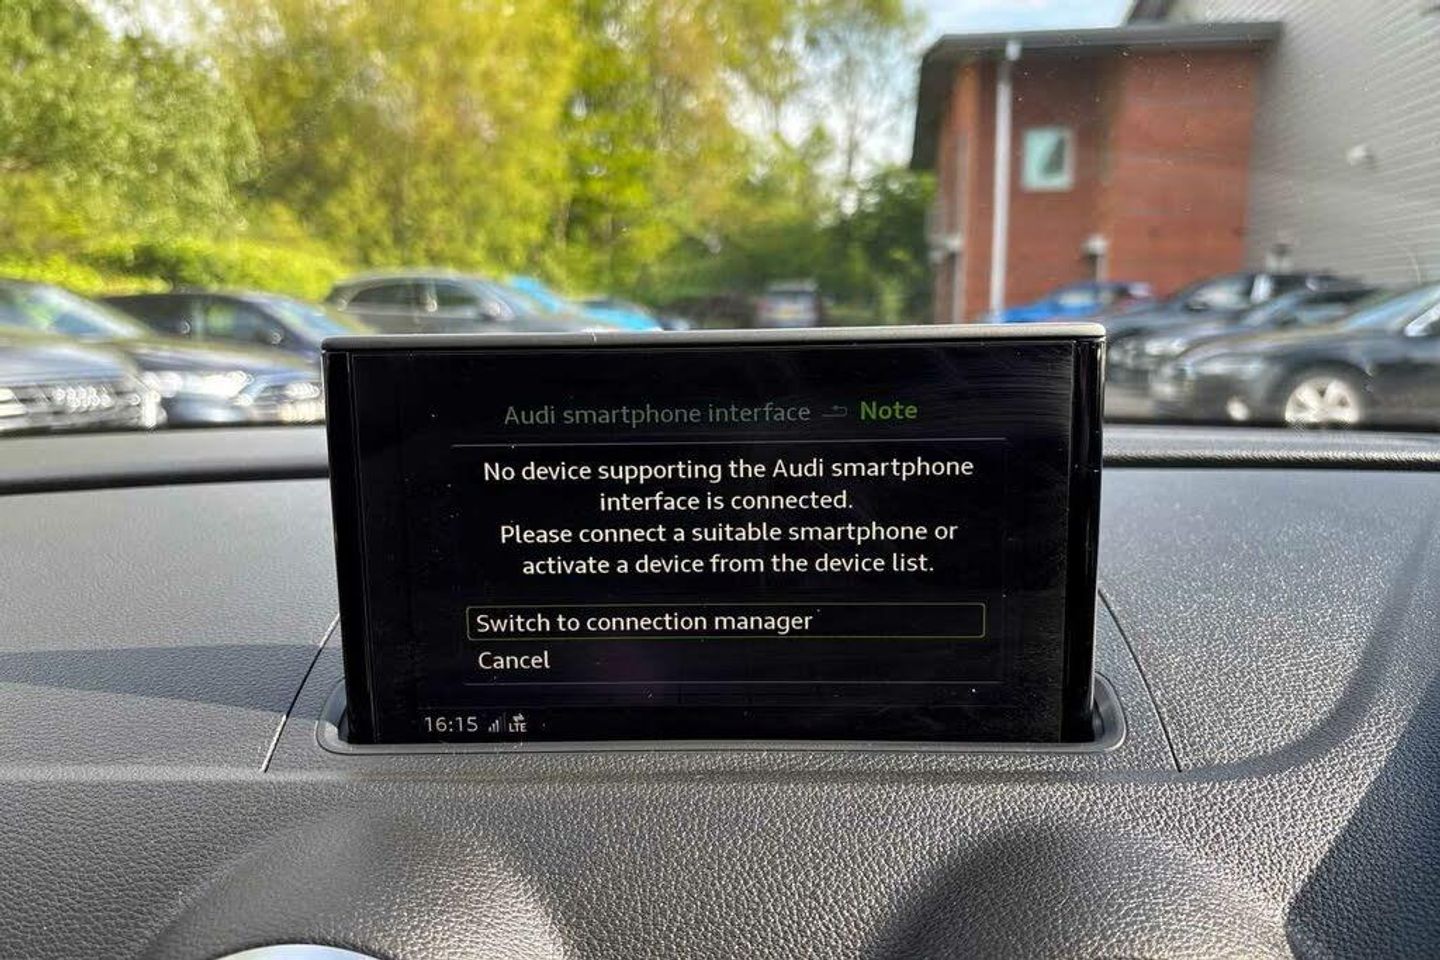 Audi smartphone interface Note
No device supporting the Audi smartphone
interface is connected.
Please connect a suitable smartphone or
activate a device from the device list.
Switch to connection manager
Cancel
16:15 LTE